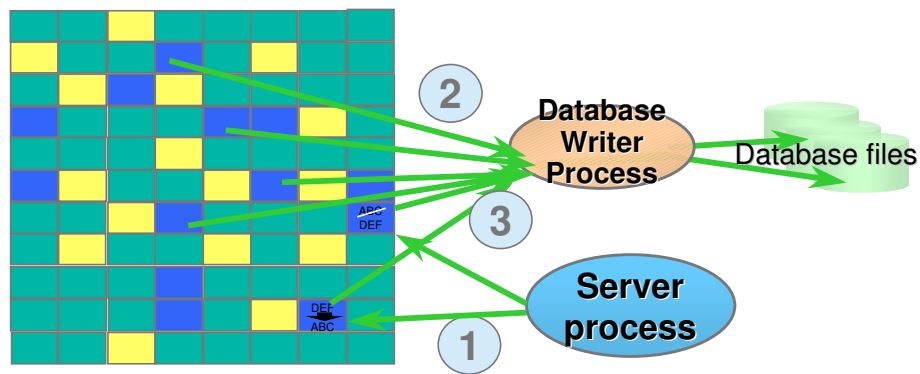 2
Database
Writer
Process
Database files
ABC
DEF
3
Server
process
DEF
ABC
1